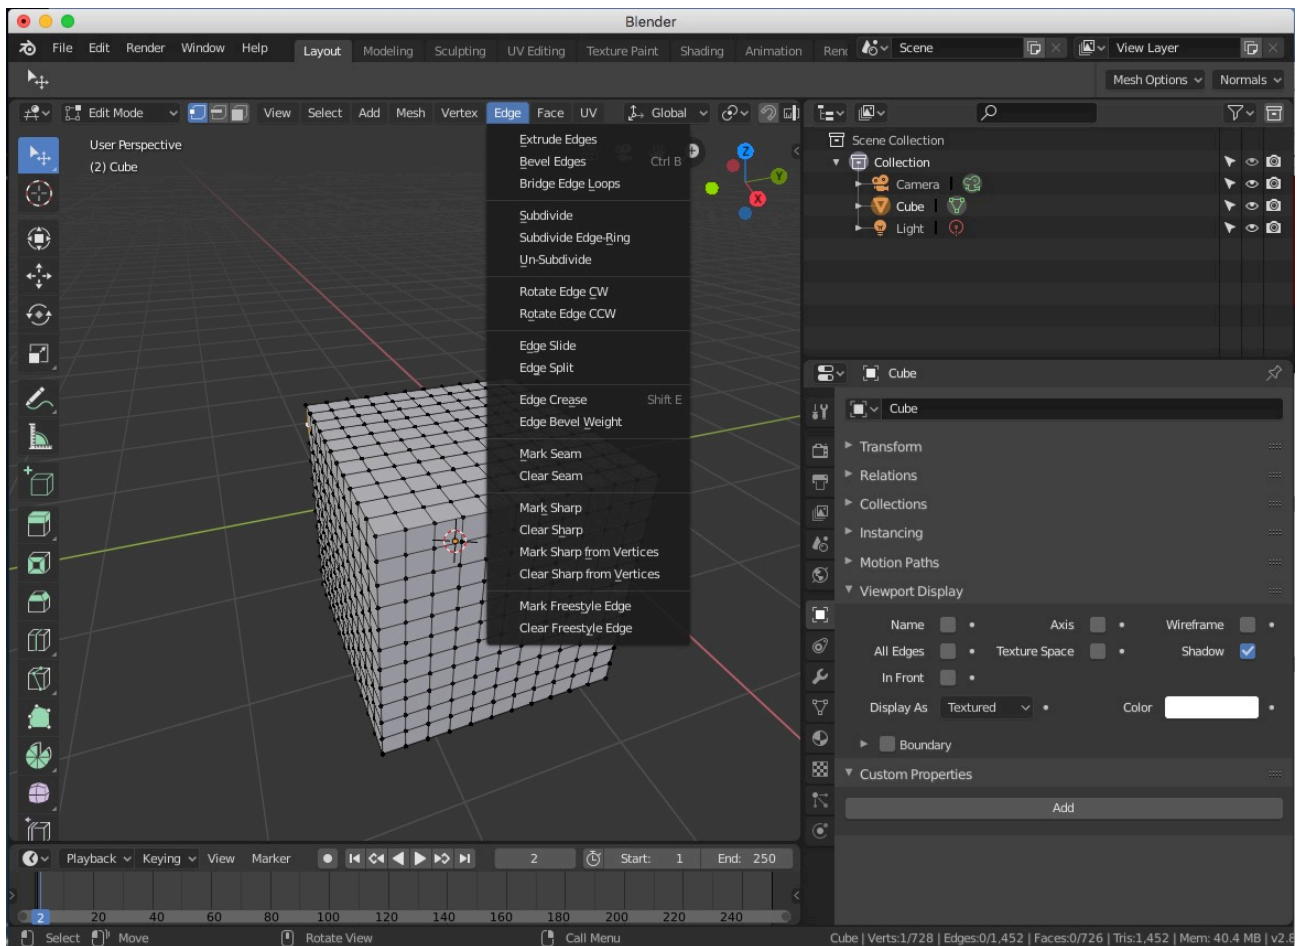 Blender
File Edit Render Window Help Layout Modeling Sculpting UV Editing Texture Paint Shading Animation Scene View Layer
Mesh Options Normals
Edit Mode View Select Add Mesh Vertex Edge Face UV Global
User Perspective
(2) Cube
Extrude Edges
Bevel Edges Ctrl B
Bridge Edge Loops
Subdivide
Subdivide Edge-Ring
Un-Subdivide
Rotate Edge CW
Rotate Edge CCW
Edge Slide
Edge Split
Edge Crease Shift E
Edge Bevel Weight
Mark Seam
Clear Seam
Mark Sharp
Clear Sharp
Mark Sharp from Vertices
Clear Sharp from Vertices
Mark Freestyle Edge
Clear Freestyle Edge
Z
Y
X
Scene Collection
Collection
Camera
Cube
Light
Cube
Cube
Transform
Relations
Collections
Instancing
Motion Paths
Viewport Display
Name Axis Wireframe
All Edges Texture Space Shadow
In Front
Display As Textured Color
Boundary
Custom Properties
Add
Playback Keying View Marker 2 Start: 1 End: 250
2 20 40 60 80 100 120 140 160 180 200 220 240
Select Move Rotate View Call Menu Cube | Verts:1/728 | Edges:0/1,452 | Faces:0/726 | Tris:1,452 | Mem: 40.4 MB | v2.8